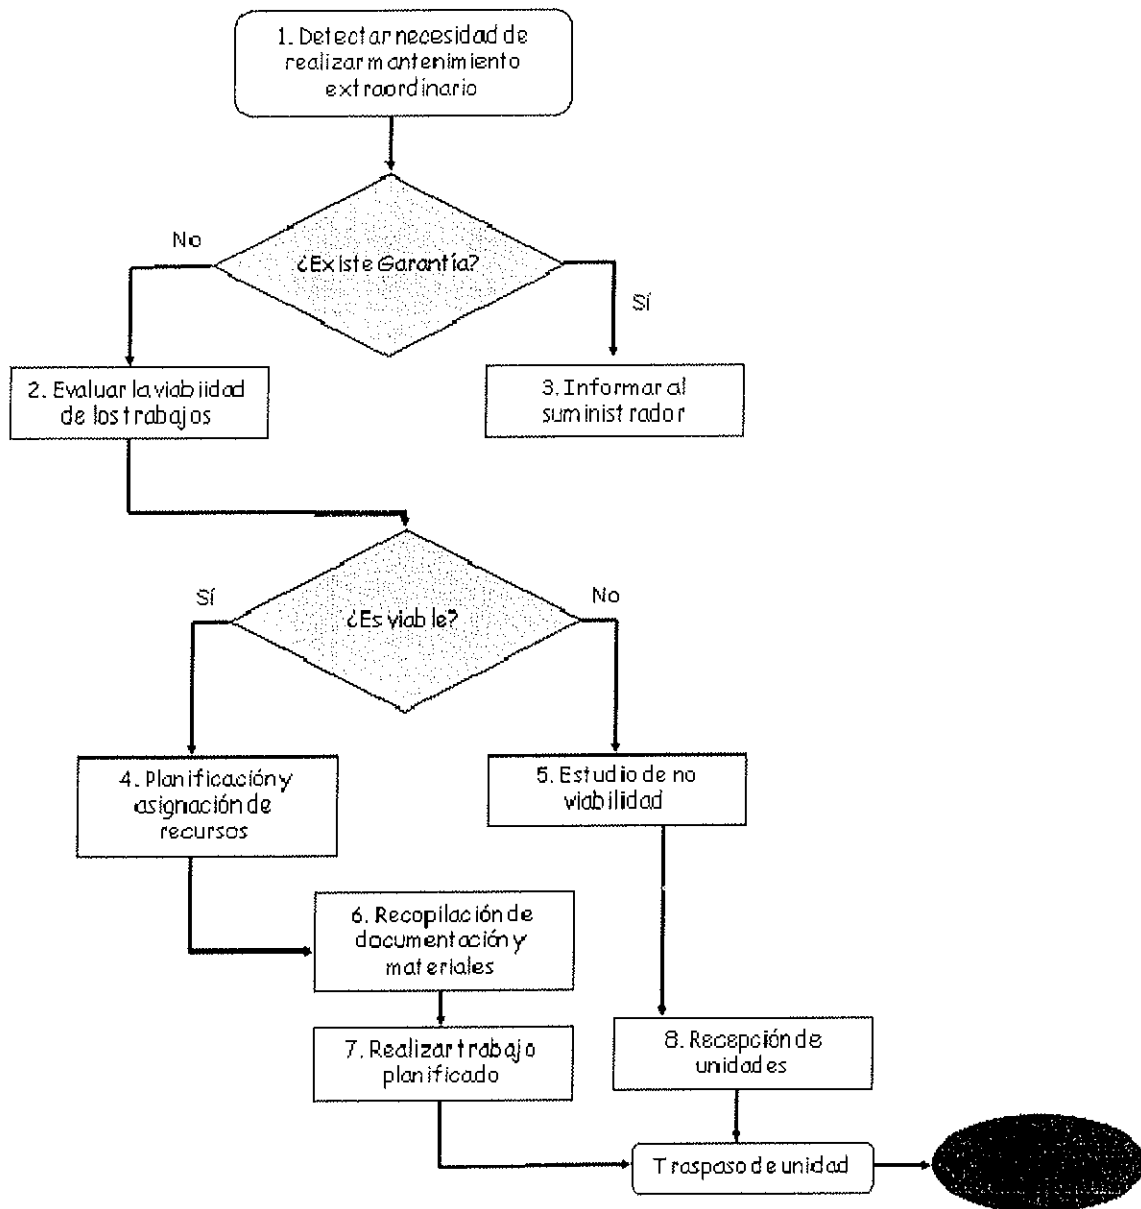 1. Detectar necesidad de
realizar mantenimiento
extraordinario
No
¿Existe Garantía?
Sí
2. Evaluar la viabiidad
de los trabajos
3. Informar al
suministrador
Sí
¿Es viable?
No
4. Planificación y
asignación de
recursos
5. Estudio de no
viabilidad
6. Recopilación de
documentación y
materiales
7. Realizar trabajo
planificado
8. Recepción de
unidades
Traspaso de unidad